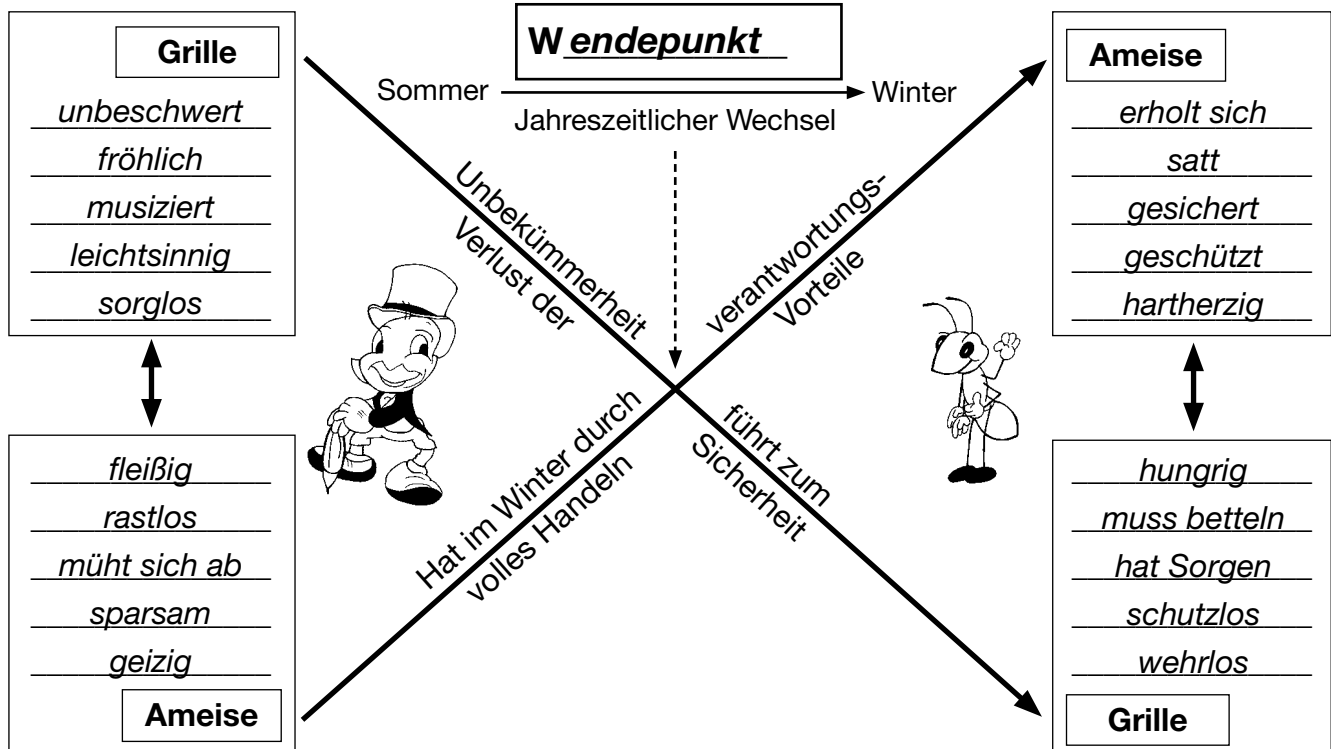 Grille
unbeschwert
fröhlich
musiziert
leichtsinnig
sorglos
Wendepunkt
Sommer
Winter
Jahreszeitlicher Wechsel
Ameise
erholt sich
satt
gesichert
geschützt
hartherzig
Unbekümmerheit
Verlust der
verantwortungs-
Vorteile
Hat im Winter durch
volles Handeln
führt zum
Sicherheit
fleißig
rastlos
müht sich ab
sparsam
geizig
Ameise
hungrig
muss betteln
hat Sorgen
schutzlos
wehrlos
Grille